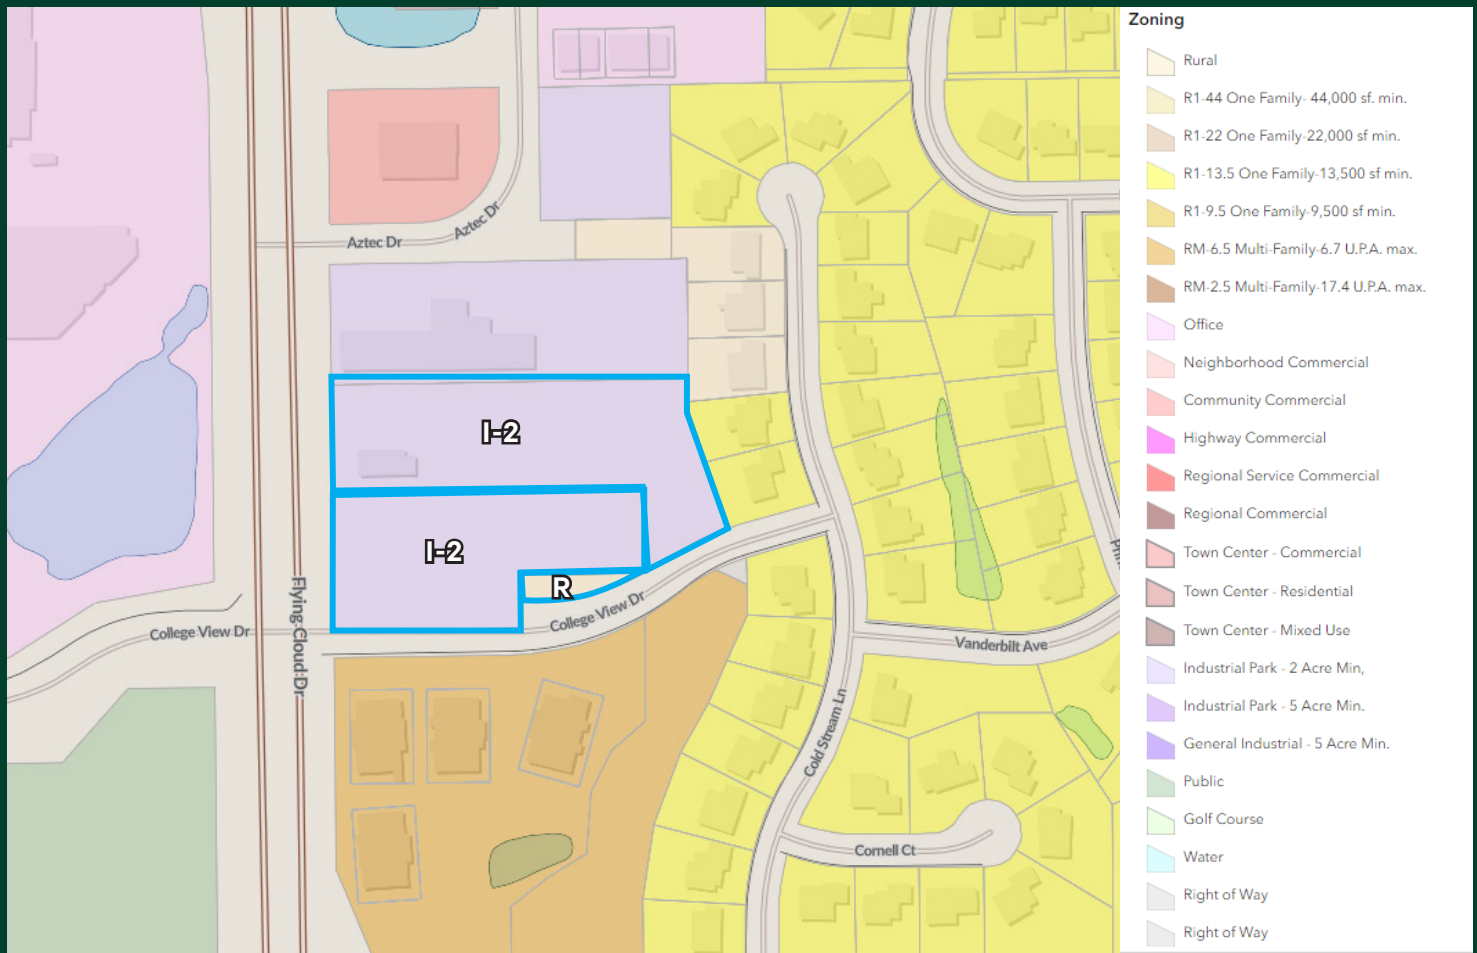 Zoning
Rural
R1-44 One Family- 44,000 sf. min.
R1-22 One Family-22,000 sf min.
R1-13.5 One Family-13,500 sf min.
R1-9.5 One Family-9,500 sf min.
RM-6.5 Multi-Family-6.7 U.P.A. max.
RM-2.5 Multi-Family-17.4 U.P.A. max.
Office
Neighborhood Commercial
Community Commercial
Highway Commercial
Regional Service Commercial
Regional Commercial
Town Center - Commercial
Town Center - Residential
Town Center - Mixed Use
Industrial Park - 2 Acre Min,
Industrial Park - 5 Acre Min.
General Industrial - 5 Acre Min.
Public
Golf Course
Water
Right of Way
Right of Way
Aztec Dr
Aztec Dr
I-2
I-2
R
College View Dr
College View Dr
Flying Cloud Dr
Vanderbilt Ave
Cold Stream Ln
Cornell Ct